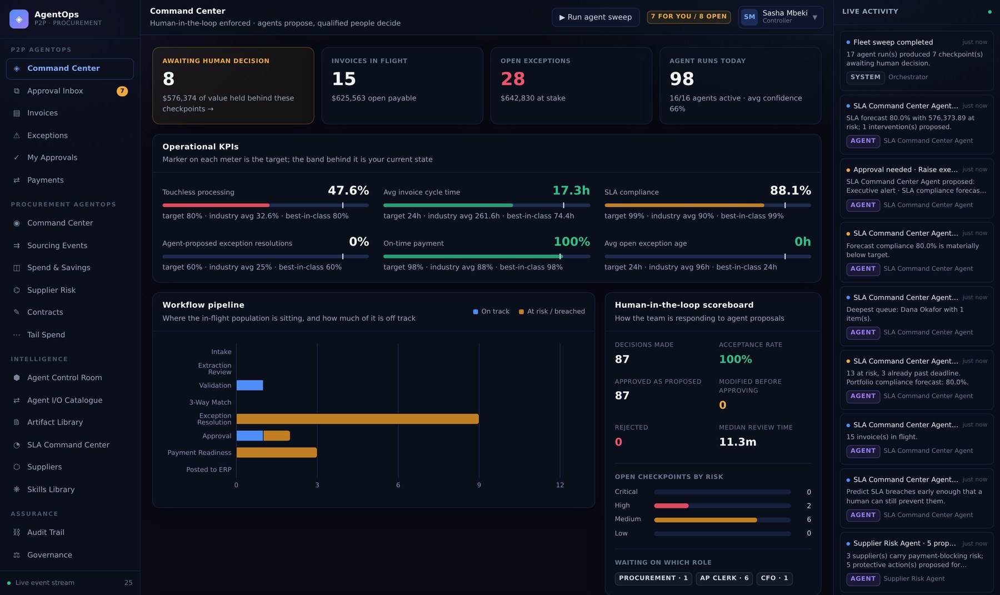 AgentOps
P2P · PROCUREMENT
P2P AGENTOPS
Command Center
Approval Inbox
7
Invoices
Exceptions
My Approvals
Payments
PROCUREMENT AGENTOPS
Command Center
Sourcing Events
Spend & Savings
Supplier Risk
Contracts
Tail Spend
INTELLIGENCE
Agent Control Room
Agent I/O Catalogue
Artifact Library
SLA Command Center
Suppliers
Skills Library
ASSURANCE
Audit Trail
Governance
Live event stream
25
Command Center
Human-in-the-loop enforced · agents propose, qualified people decide
▶ Run agent sweep
7 FOR YOU / 8 OPEN
SM
Sasha Mbeki
Controller
AWAITING HUMAN DECISION
8
$576,374 of value held behind these
checkpoints →
INVOICES IN FLIGHT
15
$625,563 open payable
OPEN EXCEPTIONS
28
$642,830 at stake
AGENT RUNS TODAY
98
16/16 agents active · avg confidence
66%
Operational KPIs
Marker on each meter is the target; the band behind it is your current state
Touchless processing
47.6%
target 80% · industry avg 32.6% · best-in-class 80%
Avg invoice cycle time
17.3h
target 24h · industry avg 261.6h · best-in-class 74.4h
SLA compliance
88.1%
target 99% · industry avg 90% · best-in-class 99%
Agent-proposed exception resolutions
0%
target 60% · industry avg 25% · best-in-class 60%
On-time payment
100%
target 98% · industry avg 88% · best-in-class 98%
Avg open exception age
0h
target 24h · industry avg 96h · best-in-class 24h
Workflow pipeline
Where the in-flight population is sitting, and how much of it is off track
On track
At risk / breached
Intake
Extraction
Review
Validation
3-Way Match
Exception
Resolution
Approval
Payment Readiness
Posted to ERP
0
3
6
9
12
Human-in-the-loop scoreboard
How the team is responding to agent proposals
DECISIONS MADE
87
ACCEPTANCE RATE
100%
APPROVED AS PROPOSED
87
MODIFIED BEFORE
APPROVING
0
REJECTED
0
MEDIAN REVIEW TIME
11.3m
OPEN CHECKPOINTS BY RISK
Critical
0
High
2
Medium
6
Low
0
WAITING ON WHICH ROLE
PROCUREMENT · 1
AP CLERK · 6
CFO · 1
LIVE ACTIVITY
Fleet sweep completed
just now
17 agent run(s) produced 7 checkpoint(s)
awaiting human decision.
SYSTEM
Orchestrator
SLA Command Center Agent...
just now
SLA forecast 80.0% with 576,373.89 at
risk; 1 intervention(s) proposed.
AGENT
SLA Command Center Agent
Approval needed · Raise exe...
just now
SLA Command Center Agent proposed:
Executive alert · SLA compliance forecas...
AGENT
SLA Command Center Agent
SLA Command Center Agent...
just now
Forecast compliance 80.0% is materially
below target.
AGENT
SLA Command Center Agent
SLA Command Center Agent...
just now
Deepest queue: Dana Okafor with 1
item(s).
AGENT
SLA Command Center Agent
SLA Command Center Agent...
just now
13 at risk, 3 already past deadline.
Portfolio compliance forecast: 80.0%.
AGENT
SLA Command Center Agent
SLA Command Center Agent...
just now
15 invoice(s) in flight.
AGENT
SLA Command Center Agent
SLA Command Center Agent...
just now
Predict SLA breaches early enough that a
human can still prevent them.
AGENT
SLA Command Center Agent
Supplier Risk Agent · 5 prop...
just now
3 supplier(s) carry payment-blocking risk;
5 protective action(s) proposed for...
AGENT
Supplier Risk Agent